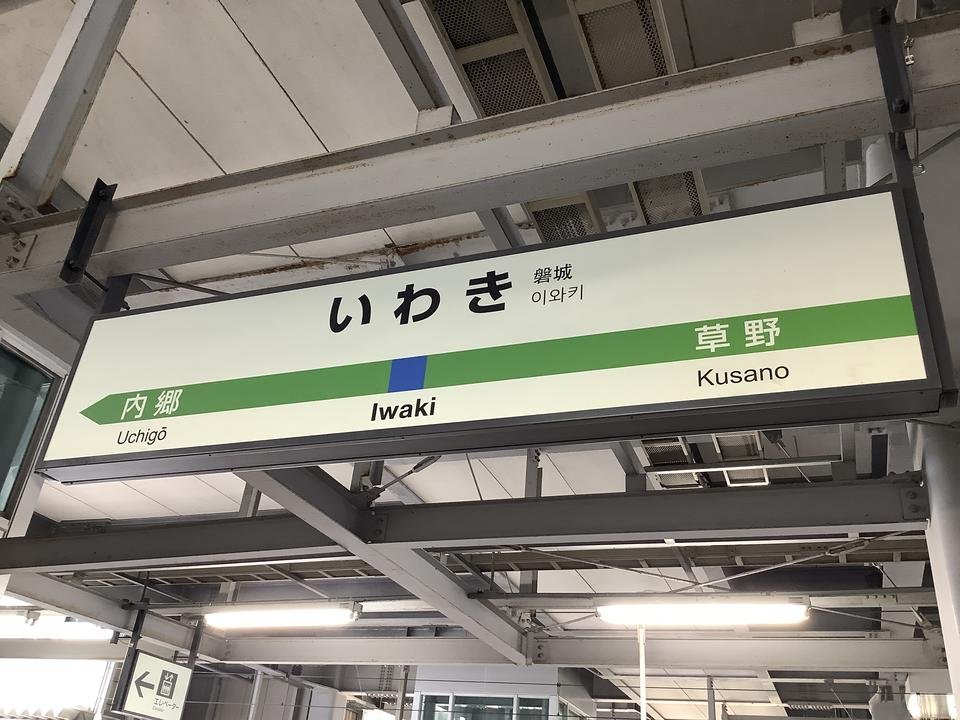 いわき
磐城
이와키
内郷
草野
Uchigō
Iwaki
Kusano
エレベーター